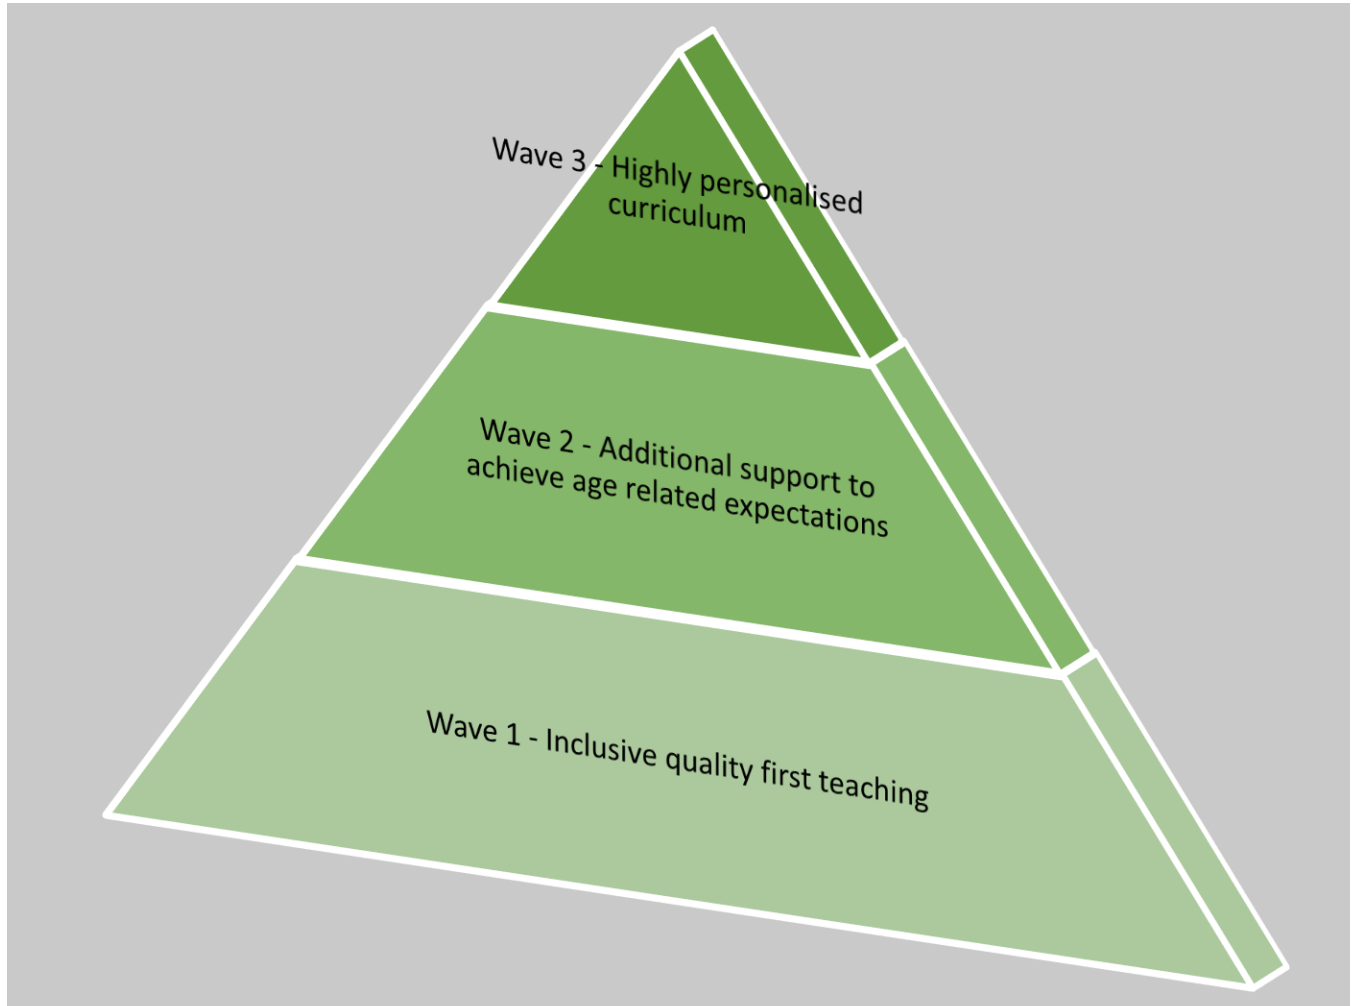 Wave 3 - Highly personalised
curriculum
Wave 2 - Additional support to
achieve age related expectations
Wave 1 - Inclusive quality first teaching